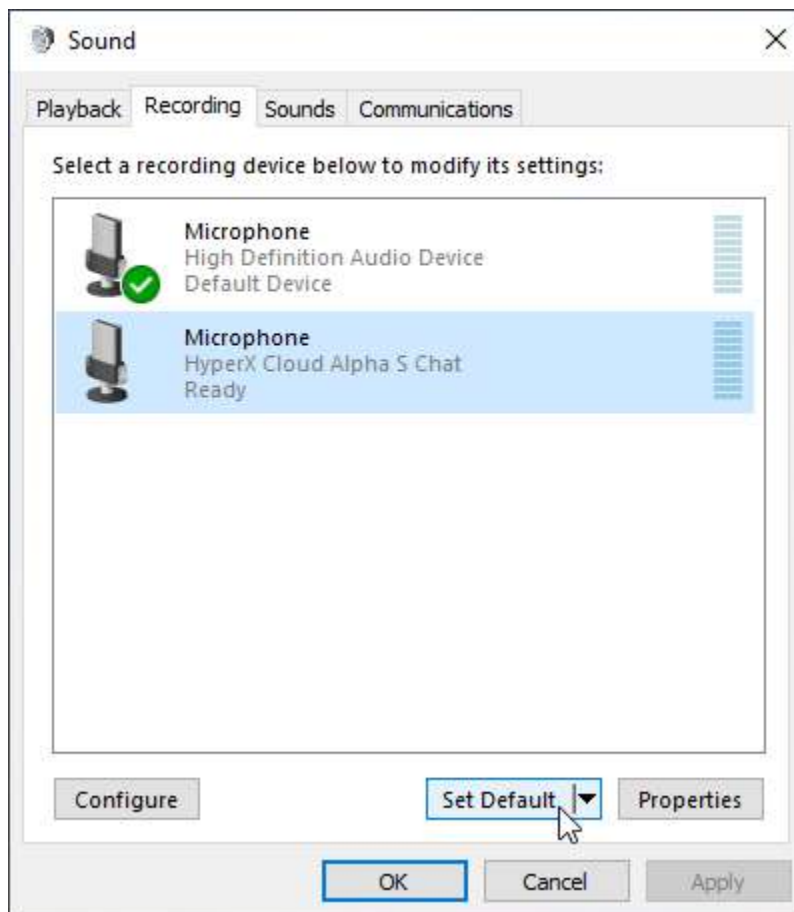 Sound
Playback Recording Sounds Communications
Select a recording device below to modify its settings:
Microphone
High Definition Audio Device
Default Device
Microphone
HyperX Cloud Alpha S Chat
Ready
Configure Set Default Properties
OK Cancel Apply